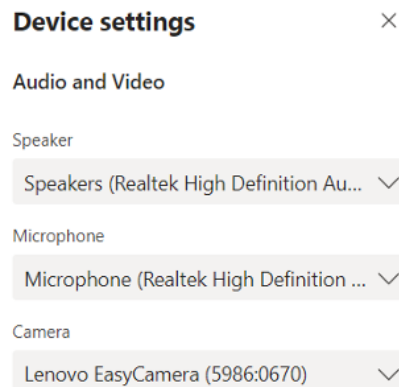 Device settings
Audio and Video
Speaker
Speakers (Realtek High Definition Au...
Microphone
Microphone (Realtek High Definition ...
Camera
Lenovo EasyCamera (5986:0670)